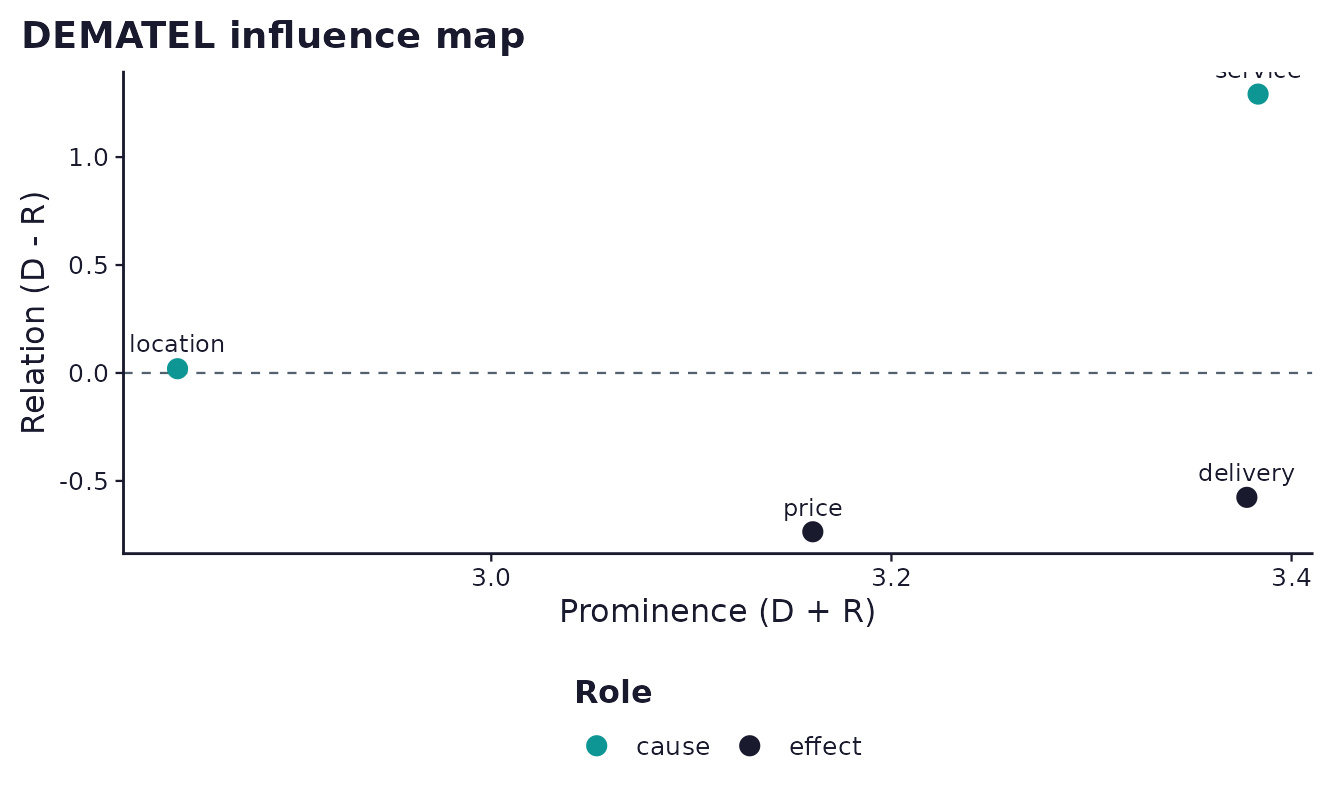 DEMATEL influence map
service
1.0
0.5
0.0
-0.5
Relation (D - R)
location
delivery
price
3.0
3.2
3.4
Prominence (D + R)
Role
cause
effect